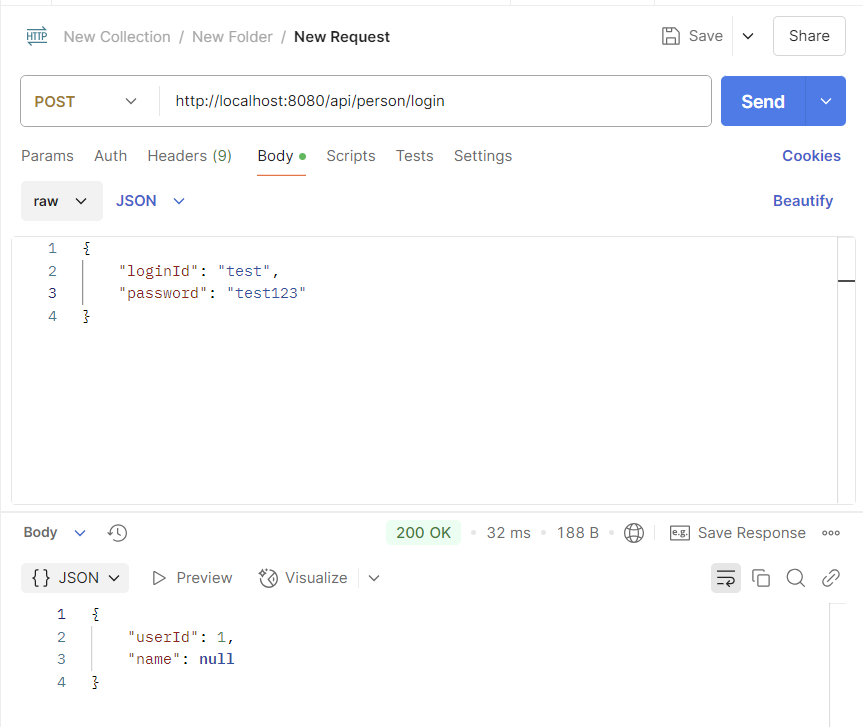 HTTP New Collection / New Folder / New Request Save Share
POST http://localhost:8080/api/person/login Send
Params Auth Headers (9) Body Scripts Tests Settings Cookies
raw JSON Beautify
1 {
2 "loginId": "test",
3 "password": "test123"
4 }
Body 200 OK 32 ms 188 B e.g. Save Response
{} JSON Preview Visualize
1 {
2 "userId": 1,
3 "name": null
4 }